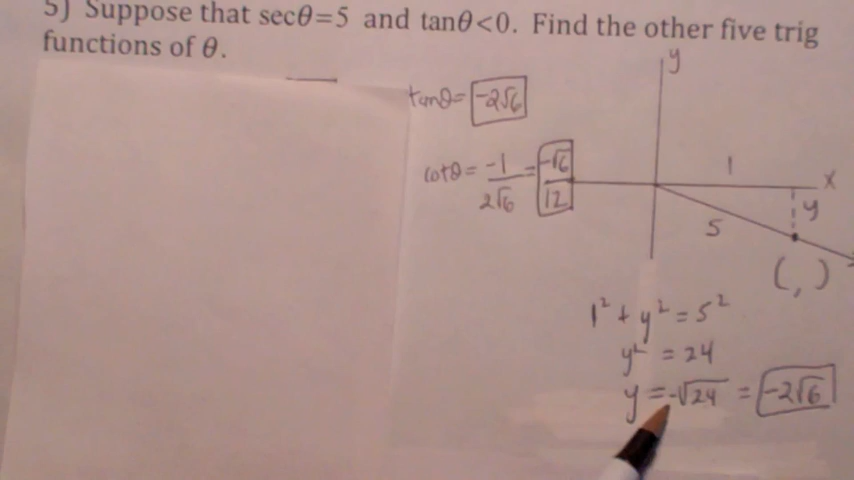 5) Suppose that secθ=5 and tanθ<0. Find the other five trig
functions of θ.
tanθ= -2√6
cotθ = -1/2√6 = -√6/12
y
1
x
y
5
( , )
1² + y² = 5²
y² = 24
y = -√24 = -2√6